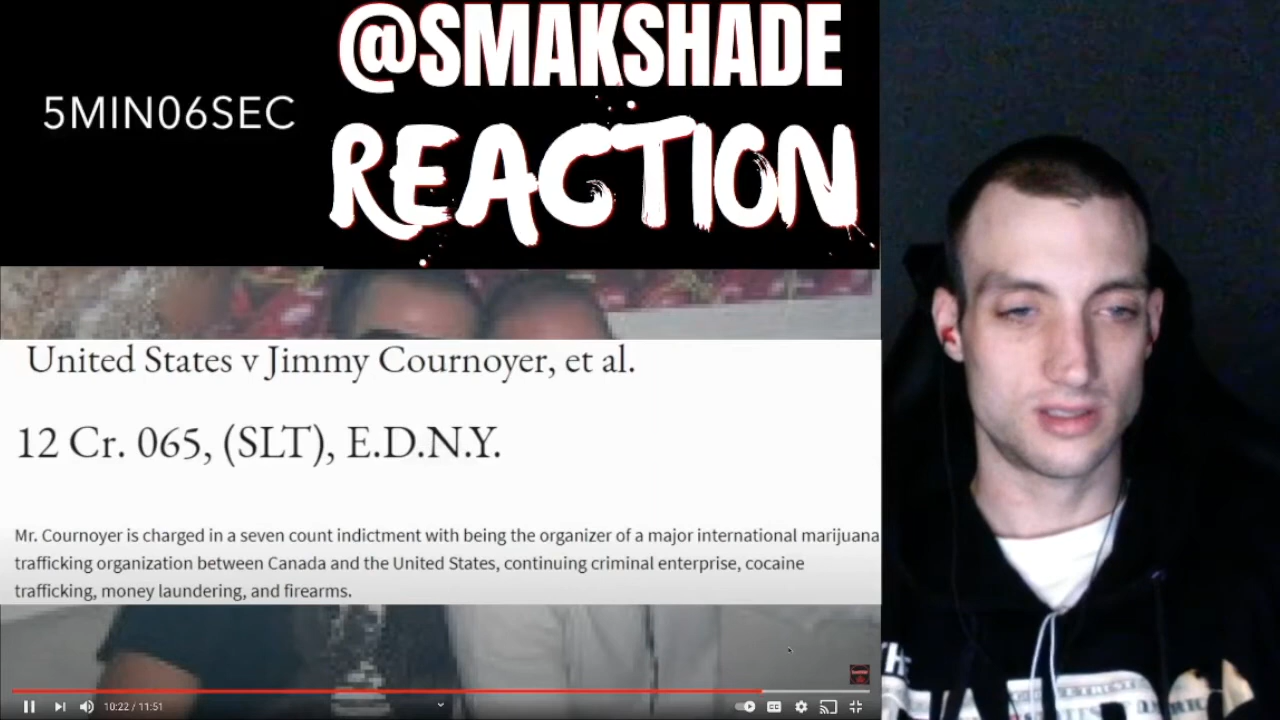 @SMAKSHADE
5MIN06SEC
REACTION
United States v Jimmy Cournoyer, et al.
12 Cr. 065, (SLT), E.D.N.Y.
Mr. Cournoyer is charged in a seven count indictment with being the organizer of a major international marijuana
trafficking organization between Canada and the United States, continuing criminal enterprise, cocaine
trafficking, money laundering, and firearms.
10:22 / 11:51